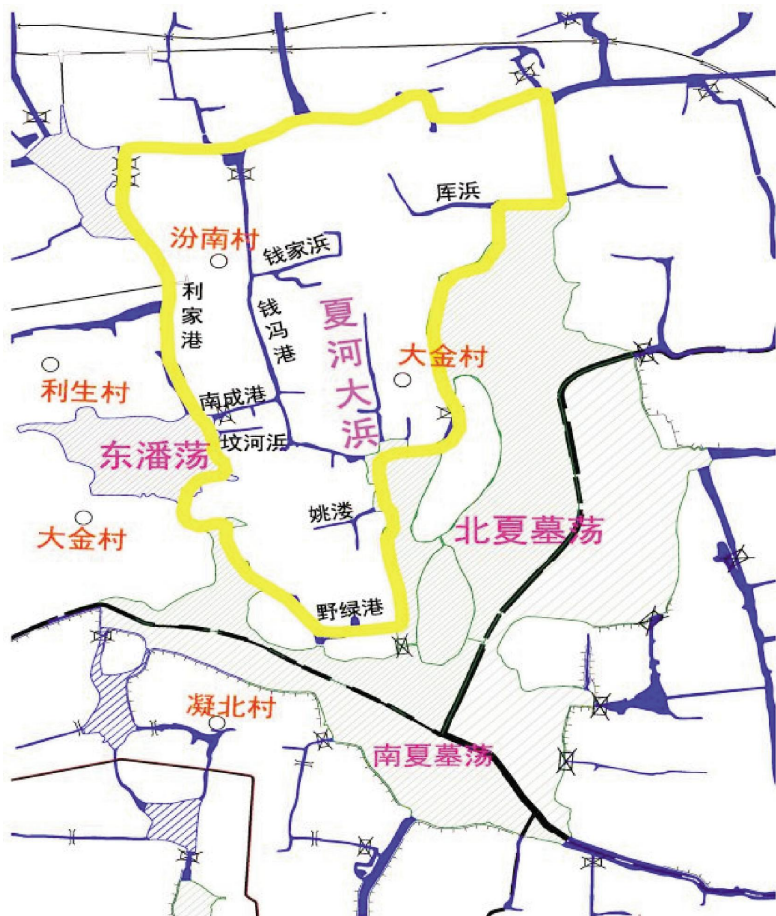 厍浜
汾南村
钱家浜
利家港
钱冯港
夏河大浜
大金村
利生村
南成港
坟河浜
东潘荡
姚溇
大金村
北夏墓荡
野绿港
凝北村
南夏墓荡